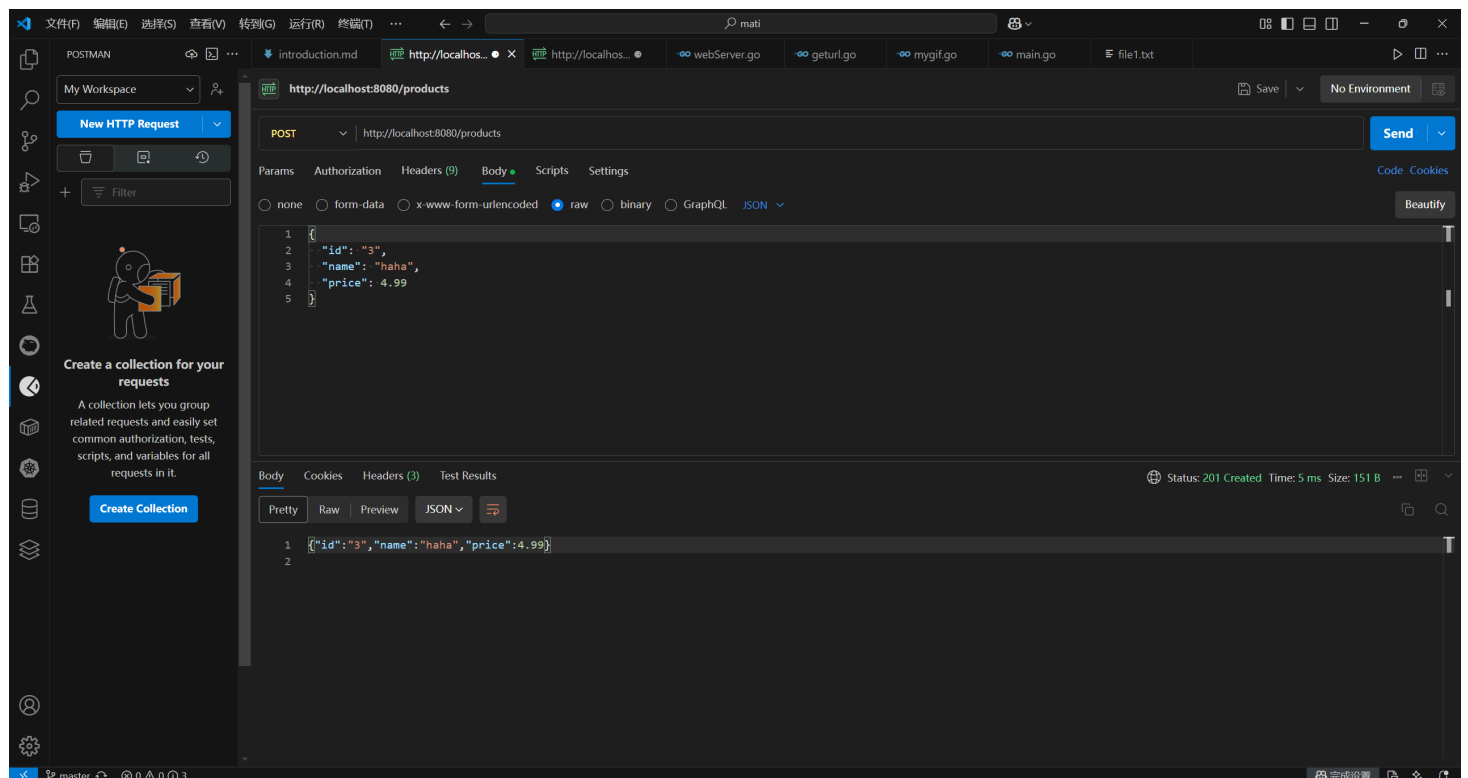 文件(F) 编辑(E) 选择(S) 查看(V) 转到(G) 运行(R) 终端(T) ··· mati
POSTMAN
introduction.md http://localhos... http://localhos... webServer.go geturl.go mygif.go main.go file1.txt
My Workspace
http://localhost:8080/products Save No Environment
New HTTP Request
POST http://localhost:8080/products Send
Params Authorization Headers (9) Body Scripts Settings Code Cookies
Filter
none form-data x-www-form-urlencoded raw binary GraphQL JSON Beautify
1 {
2 "id": "3",
3 "name": "haha",
4 "price": 4.99
5 }
Create a collection for your
requests
A collection lets you group
related requests and easily set
common authorization, tests,
scripts, and variables for all
requests in it.
Create Collection
Body Cookies Headers (3) Test Results Status: 201 Created Time: 5 ms Size: 151 B
Pretty Raw Preview JSON
1 {"id":"3","name":"haha","price":4.99}
2
master 0 0 3 完成设置